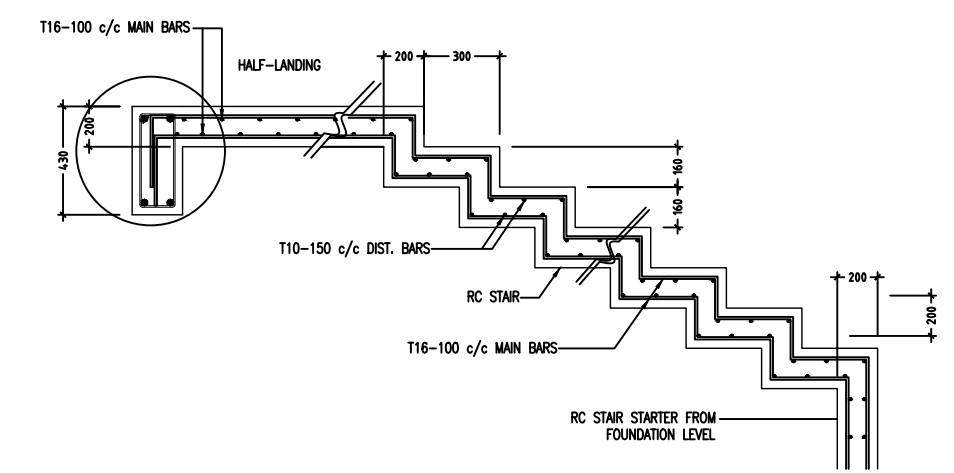 T16-100 c/c MAIN BARS
HALF-LANDING
200
300
200
430
160
160
T10-150 c/c DIST. BARS
RC STAIR
200
200
T16-100 c/c MAIN BARS
RC STAIR STARTER FROM
FOUNDATION LEVEL